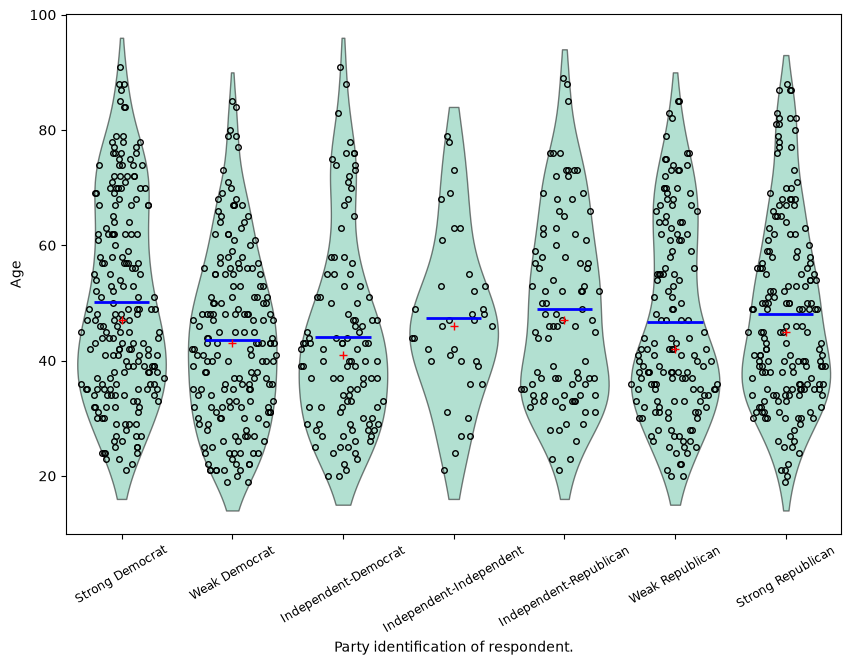 100
80
60
40
20
Age
Strong Democrat
Weak Democrat
Independent-Democrat
Independent-Independent
Independent-Republican
Weak Republican
Strong Republican
Party identification of respondent.